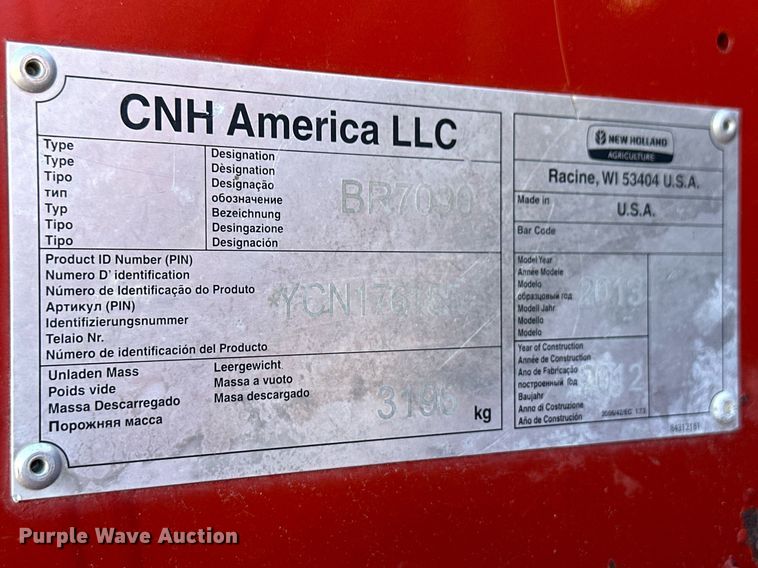 CNH America LLC
Type
Type
Tipo
тип
Typ
Tipo
Tipo
Designation
Dèsignation
Designação
обозначение
Bezeichnung
Desingazione
Designación
BR7090
Product ID Number (PIN)
Numero D' identification
Número de Identificação do Produto
Артикул (PIN)
Identifizierungsnummer
Telaio Nr.
Número de identificación del Producto
Unladen Mass
Poids vide
Massa Descarregado
Порожняя масса
Leergewicht
Massa a vuoto
Masa descargado
kg
NEW HOLLAND
AGRICULTURE
Racine, WI 53404 U.S.A.
Made in
U.S.A.
Bar Code
Model Year
Année Modele
Modelo
образцовый год
Modell Jahr
Modello
Modelo
2013
Year of Construction
Année de Construction
Ano de Fabricação
построенный Год
Baujahr
Anno di Costruzione
Año de Construción
2012
84312161
Purple Wave Auction